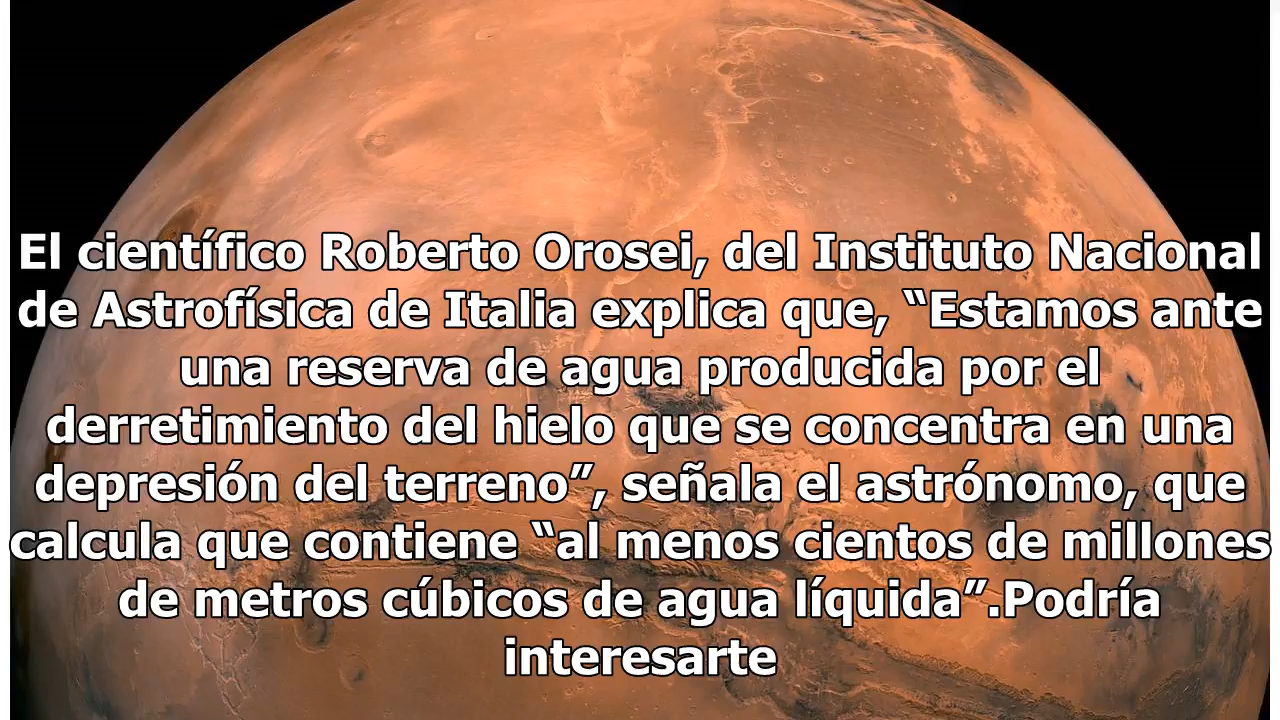 El científico Roberto Orosei, del Instituto Nacional
de Astrofísica de Italia explica que, “Estamos ante
una reserva de agua producida por el
derretimiento del hielo que se concentra en una
depresión del terreno”, señala el astrónomo, que
calcula que contiene “al menos cientos de millones
de metros cúbicos de agua líquida”.Podría
interesarte